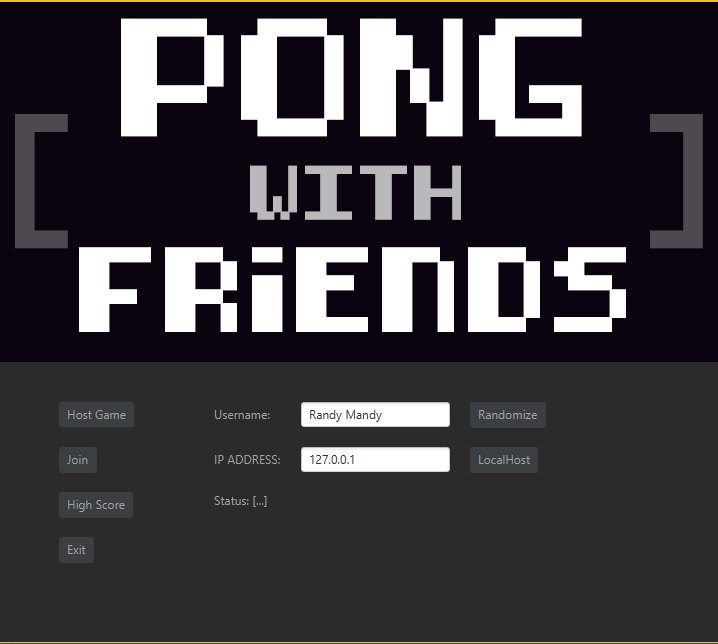 PONG
[ WITH ]
FRiENDS
Host Game Username: Randy Mandy Randomize
Join IP ADDRESS: 127.0.0.1 LocalHost
High Score Status: [...]
Exit